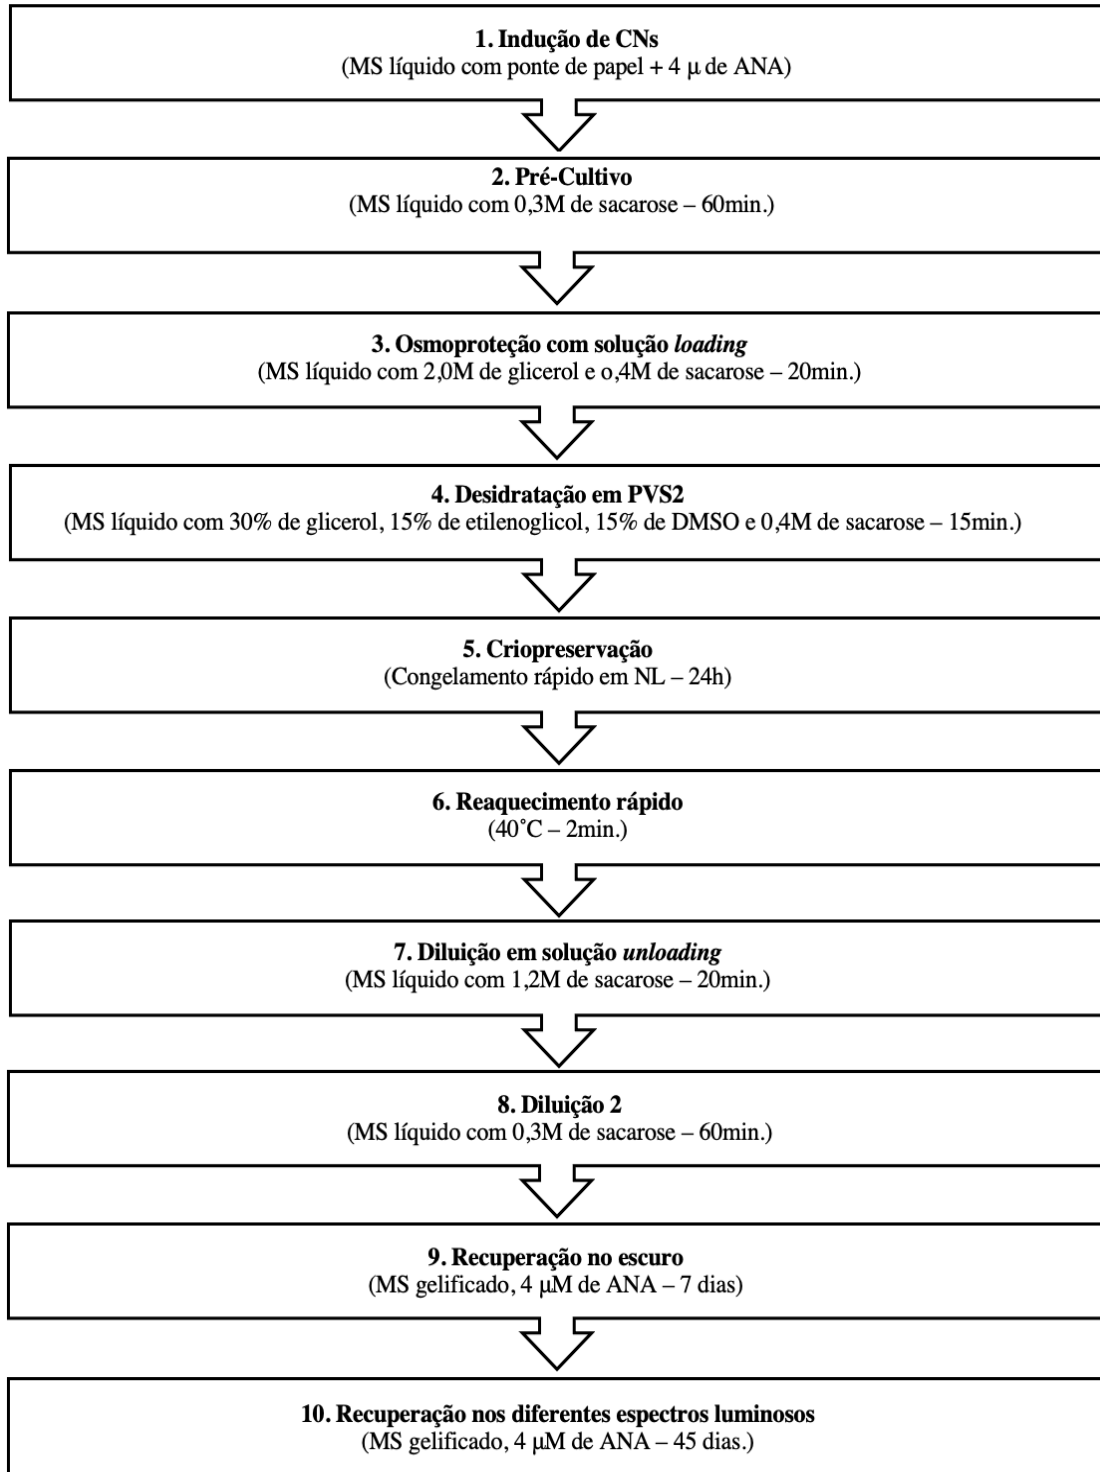 1. Indução de CNs
(MS líquido com ponte de papel + 4 μ de ANA)
2. Pré-Cultivo
(MS líquido com 0,3M de sacarose – 60min.)
3. Osmoproteção com solução loading
(MS líquido com 2,0M de glicerol e o,4M de sacarose – 20min.)
4. Desidratação em PVS2
(MS líquido com 30% de glicerol, 15% de etilenoglicol, 15% de DMSO e 0,4M de sacarose – 15min.)
5. Criopreservação
(Congelamento rápido em NL – 24h)
6. Reaquecimento rápido
(40˚C – 2min.)
7. Diluição em solução unloading
(MS líquido com 1,2M de sacarose – 20min.)
8. Diluição 2
(MS líquido com 0,3M de sacarose – 60min.)
9. Recuperação no escuro
(MS gelificado, 4 μM de ANA – 7 dias)
10. Recuperação nos diferentes espectros luminosos
(MS gelificado, 4 μM de ANA – 45 dias.)